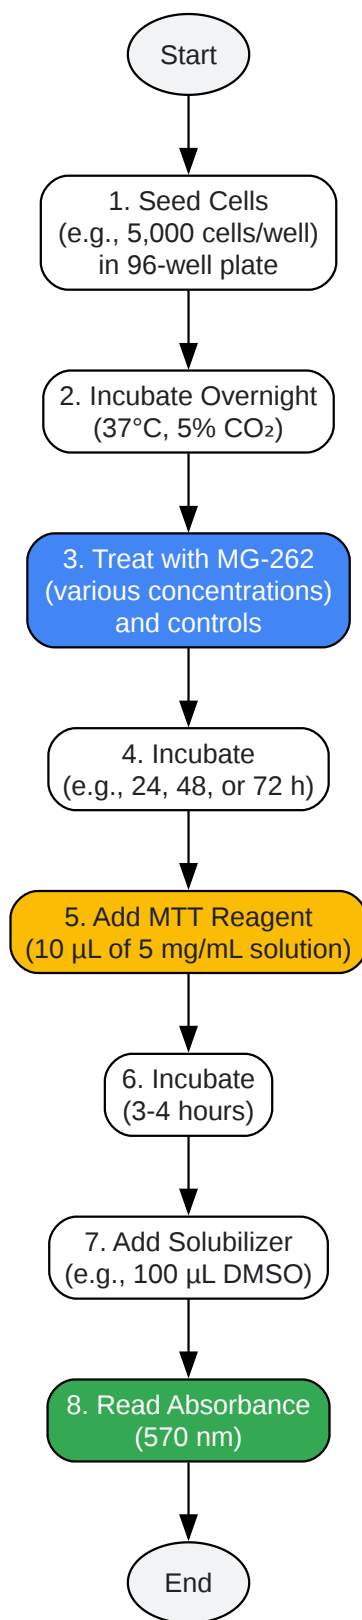 Start
1. Seed Cells
(e.g., 5,000 cells/well)
in 96-well plate
2. Incubate Overnight
(37°C, 5% CO₂)
3. Treat with MG-262
(various concentrations)
and controls
4. Incubate
(e.g., 24, 48, or 72 h)
5. Add MTT Reagent
(10 µL of 5 mg/mL solution)
6. Incubate
(3-4 hours)
7. Add Solubilizer
(e.g., 100 µL DMSO)
8. Read Absorbance
(570 nm)
End